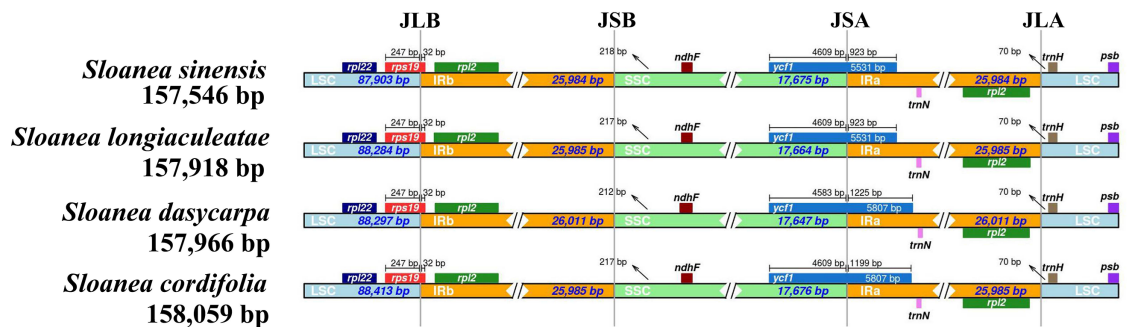 JLB JSB JSA JLA
247 bp 32 bp 218 bp 4609 bp 923 bp 70 bp
rpl22 rps19 rpl2 ndhF ycf1 5531 bp trnH psb
Sloanea sinensis
LSC 87,903 bp IRb 25,984 bp SSC 17,675 bp IRa 25,984 bp LSC
157,546 bp
trnN rpl2
247 bp 32 bp 217 bp 4609 bp 923 bp 70 bp
rpl22 rps19 rpl2 ndhF ycf1 5531 bp trnH psb
Sloanea longiaculeatae
LSC 88,284 bp IRb 25,985 bp SSC 17,664 bp IRa 25,985 bp LSC
157,918 bp
trnN rpl2
247 bp 32 bp 212 bp 4583 bp 1225 bp 70 bp
rpl22 rps19 rpl2 ndhF ycf1 5807 bp trnH psb
Sloanea dasycarpa
LSC 88,297 bp IRb 26,011 bp SSC 17,647 bp IRa 26,011 bp LSC
157,966 bp
trnN rpl2
247 bp 32 bp 217 bp 4609 bp 1199 bp 70 bp
rpl22 rps19 rpl2 ndhF ycf1 5807 bp trnH psb
Sloanea cordifolia
LSC 88,413 bp IRb 25,985 bp SSC 17,676 bp IRa 25,985 bp LSC
158,059 bp
trnN rpl2